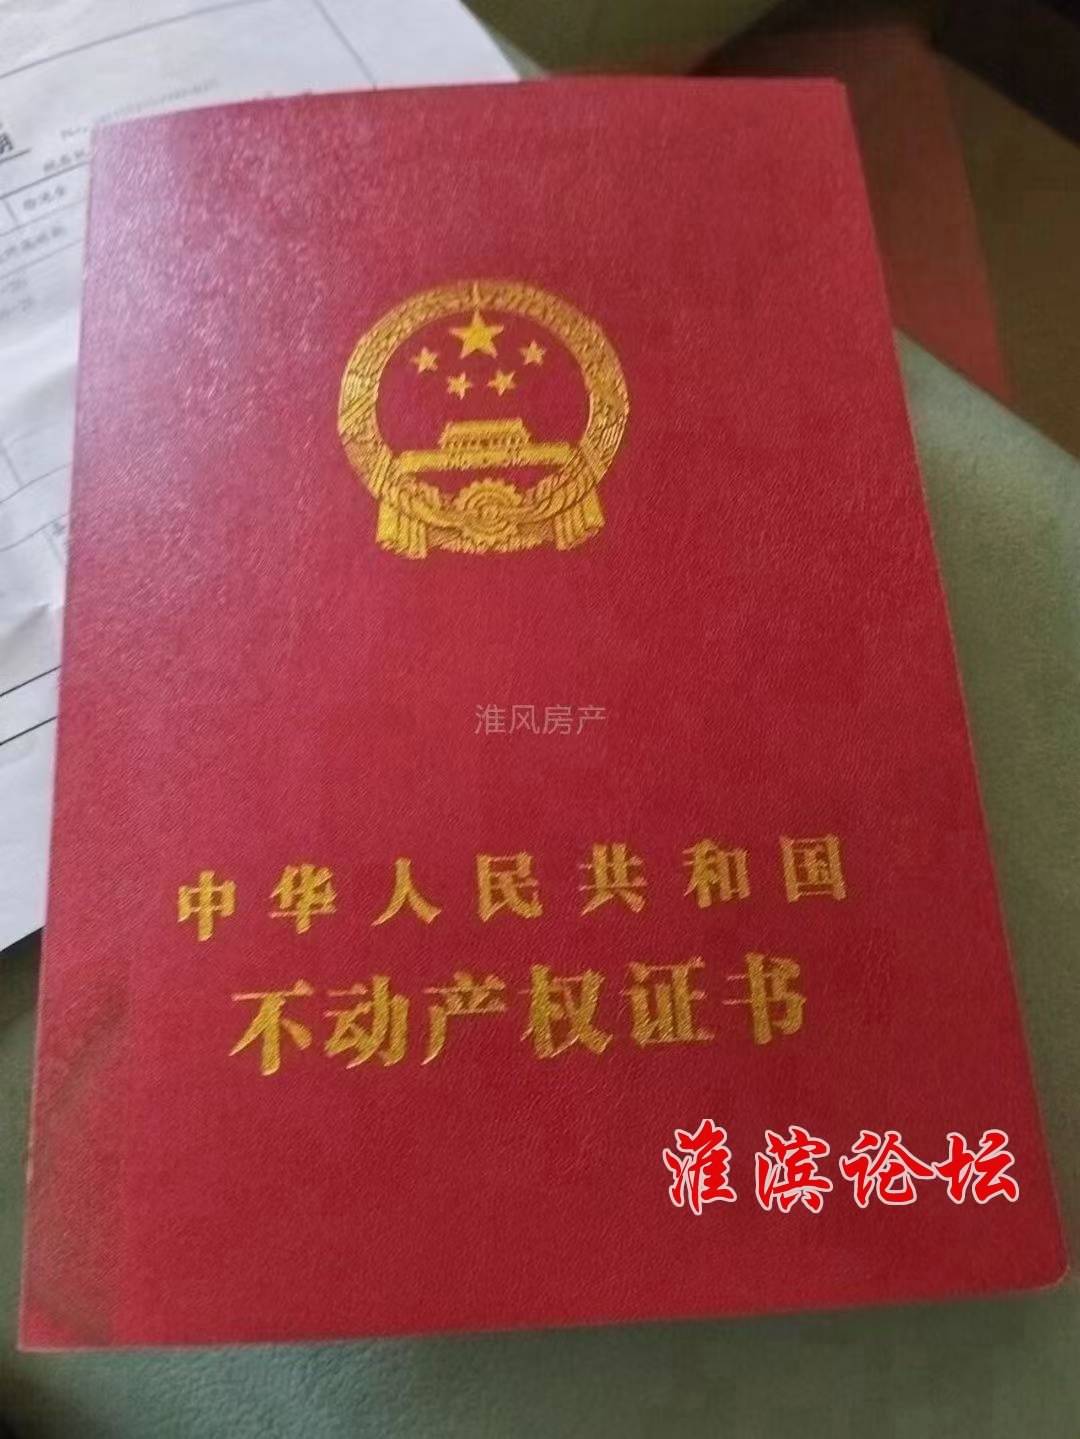 明
淮风房产
中华人民共和国
不动产权证书
淮滨论坛